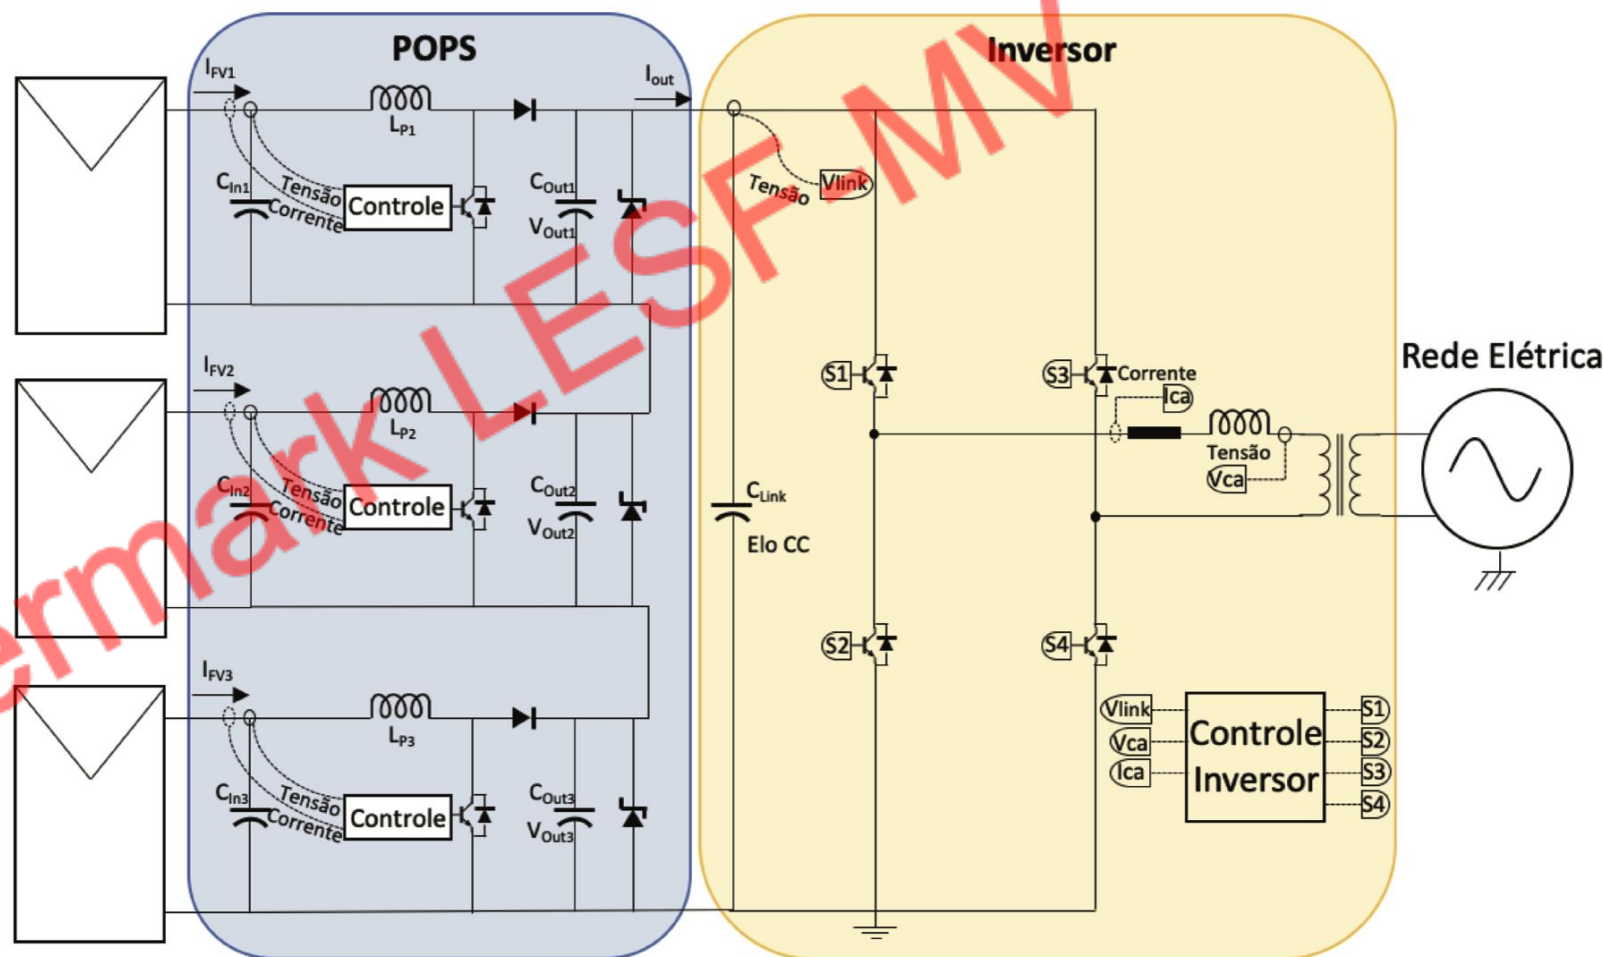 POPS
Inversor
IFV1
Iout
LP1
CIn1
Tensão
Corrente
Controle
COut1
VOut1
Tensão
Vlink
IFV2
LP2
CIn2
Tensão
Corrente
Controle
COut2
VOut2
CLink
Elo CC
S1
S3
Corrente
Ica
Tensão
Vca
Rede Elétrica
S2
S4
IFV3
LP3
CIn3
Tensão
Corrente
Controle
COut3
VOut3
Vlink
Vca
Ica
Controle
Inversor
S1
S2
S3
S4
ermark LESF-MV